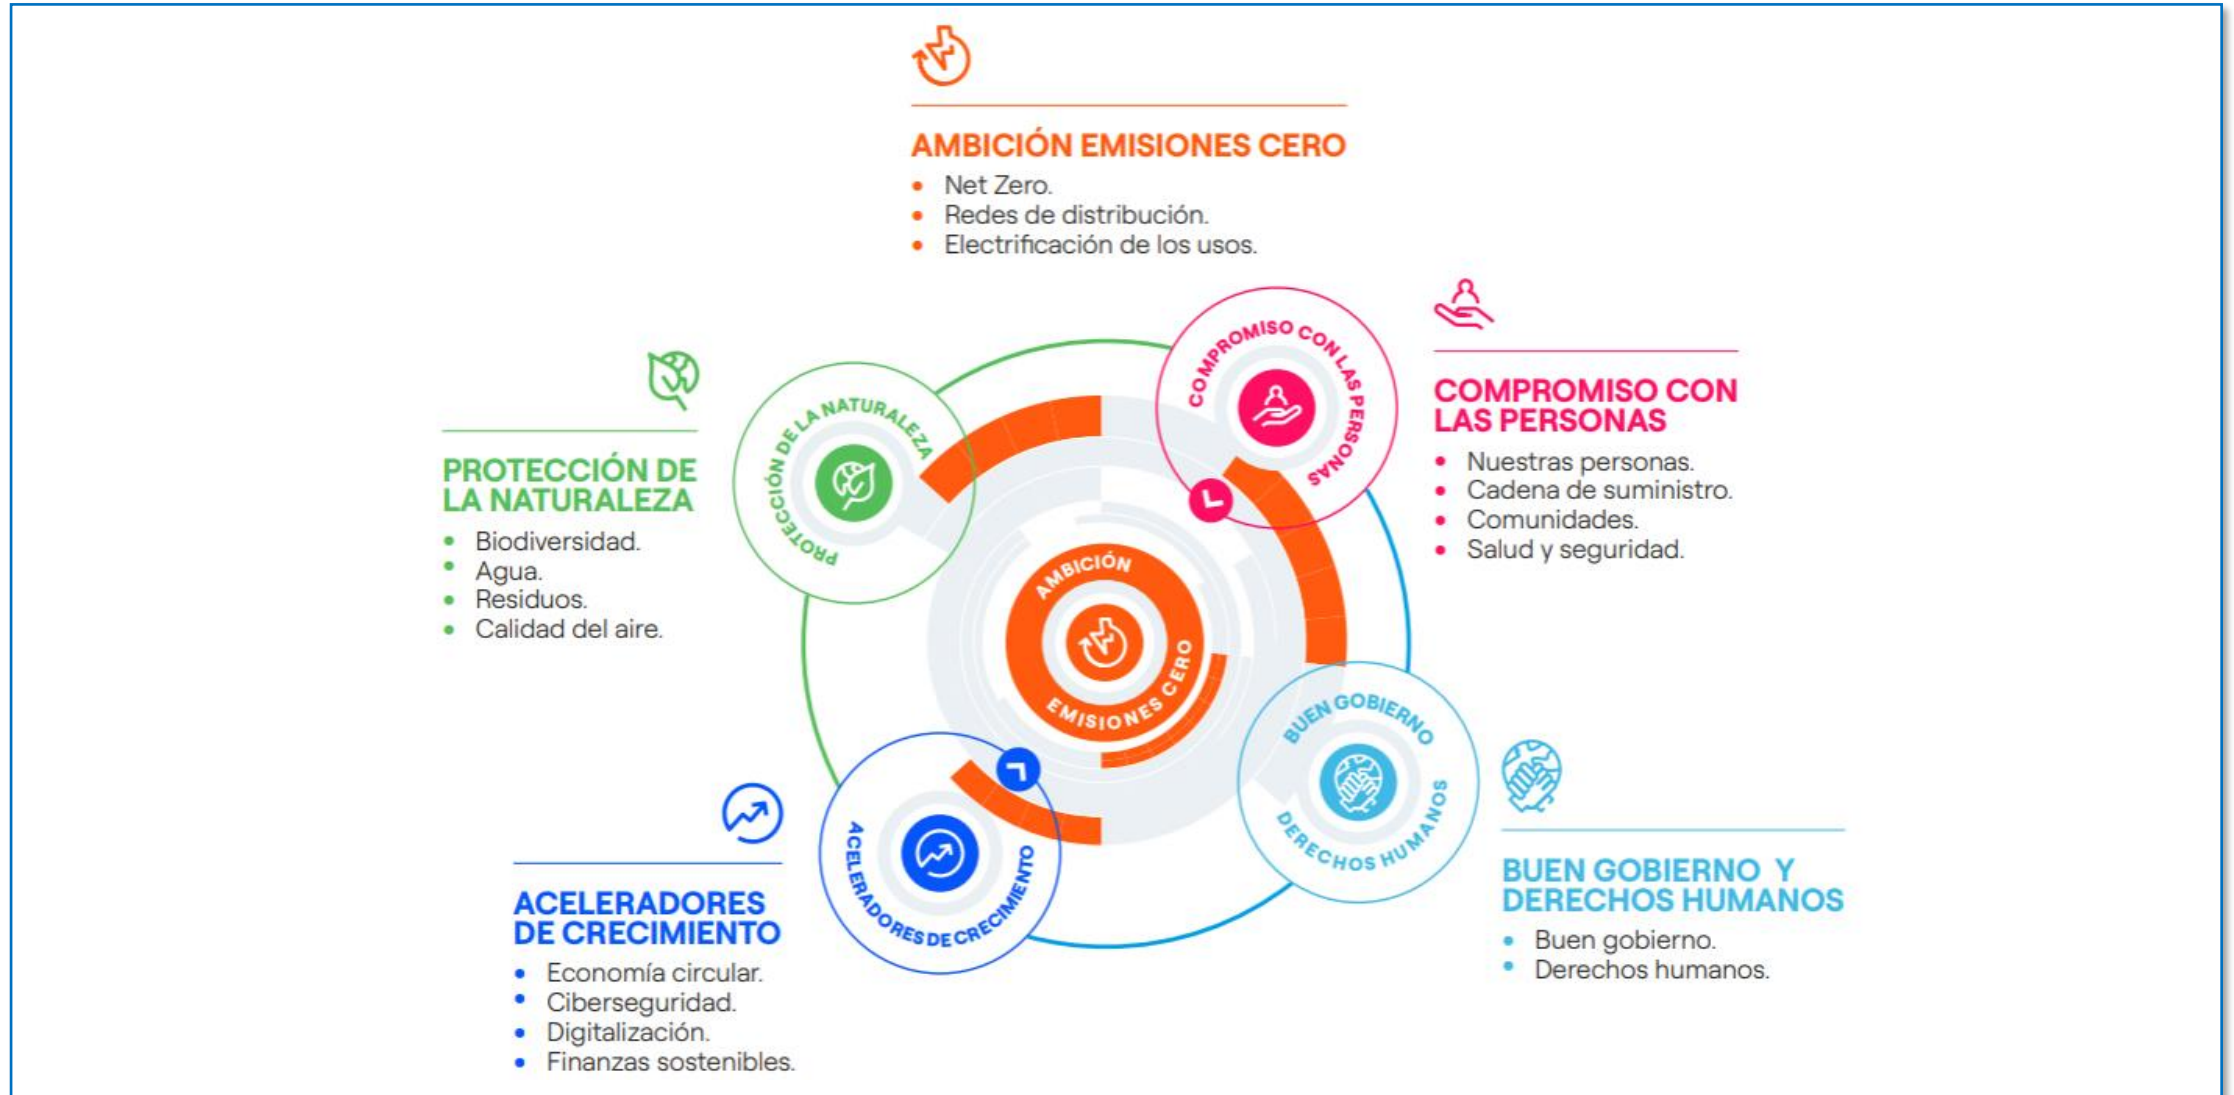 AMBICIÓN EMISIONES CERO
• Net Zero.
• Redes de distribución.
• Electrificación de los usos.
COMPROMISO CON
LAS PERSONAS
• Nuestras personas.
• Cadena de suministro.
• Comunidades.
• Salud y seguridad.
PROTECCIÓN DE
LA NATURALEZA
• Biodiversidad.
• Agua.
• Residuos.
• Calidad del aire.
COMPROMISO CON LAS PERSONAS
PROTECCIÓN DE LA NATURALEZA
AMBICIÓN
EMISIONES CERO
BUEN GOBIERNO
DERECHOS HUMANOS
ACELERADORES DE CRECIMIENTO
BUEN GOBIERNO Y
DERECHOS HUMANOS
• Buen gobierno.
• Derechos humanos.
ACELERADORES
DE CRECIMIENTO
• Economía circular.
• Ciberseguridad.
• Digitalización.
• Finanzas sostenibles.